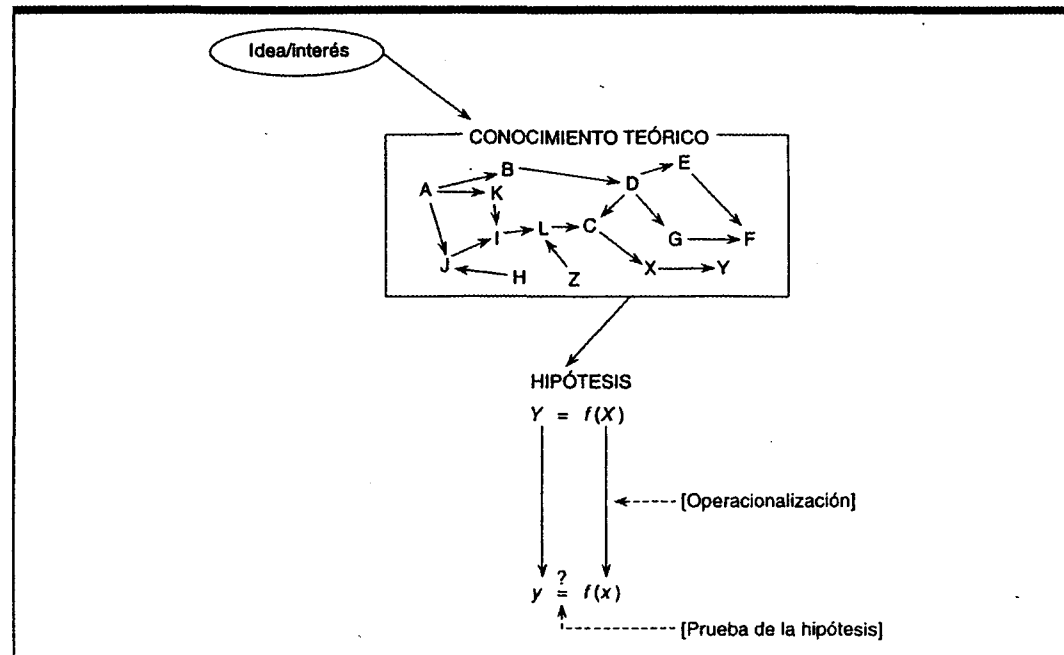 Idea/interés
CONOCIMIENTO TEÓRICO
E
B
D
A
K
C
L
I
G
F
J
X
Y
H
Z
HIPÓTESIS
Y = f(X)
[Operacionalización]
?
y = f(x)
[Prueba de la hipótesis]